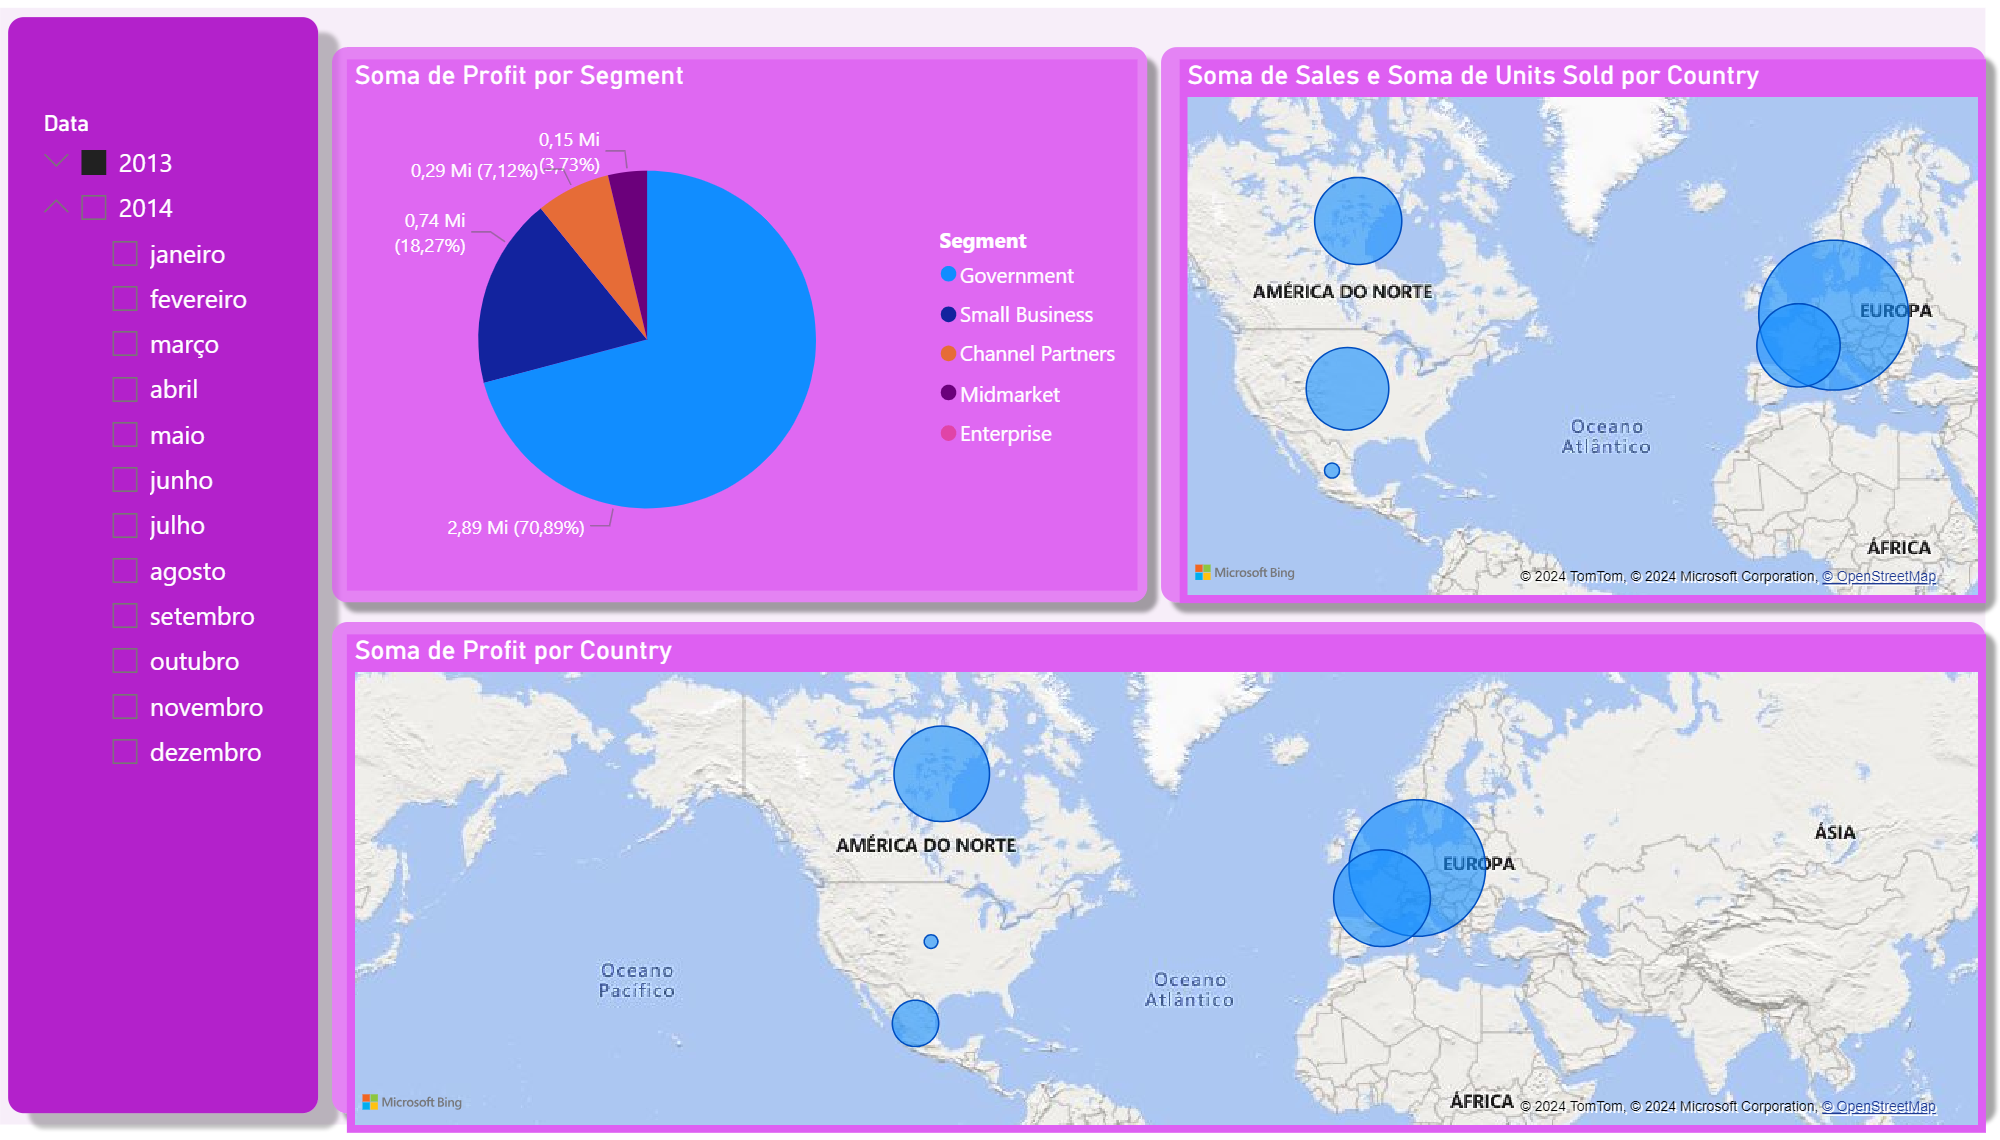 Data
2013
2014
janeiro
fevereiro
março
abril
maio
junho
julho
agosto
setembro
outubro
novembro
dezembro
Soma de Profit por Segment
0,15 Mi
(3,73%)
0,29 Mi (7,12%)
0,74 Mi
(18,27%)
2,89 Mi (70,89%)
Segment
Government
Small Business
Channel Partners
Midmarket
Enterprise
Soma de Sales e Soma de Units Sold por Country
AMÉRICA DO NORTE
EUROPA
Oceano
Atlântico
ÁFRICA
Microsoft Bing
© 2024 TomTom, © 2024 Microsoft Corporation, © OpenStreetMap
Soma de Profit por Country
ÁSIA
AMÉRICA DO NORTE
EUROPA
Oceano
Pacífico
Oceano
Atlântico
ÁFRICA
Microsoft Bing
© 2024 TomTom, © 2024 Microsoft Corporation, © OpenStreetMap